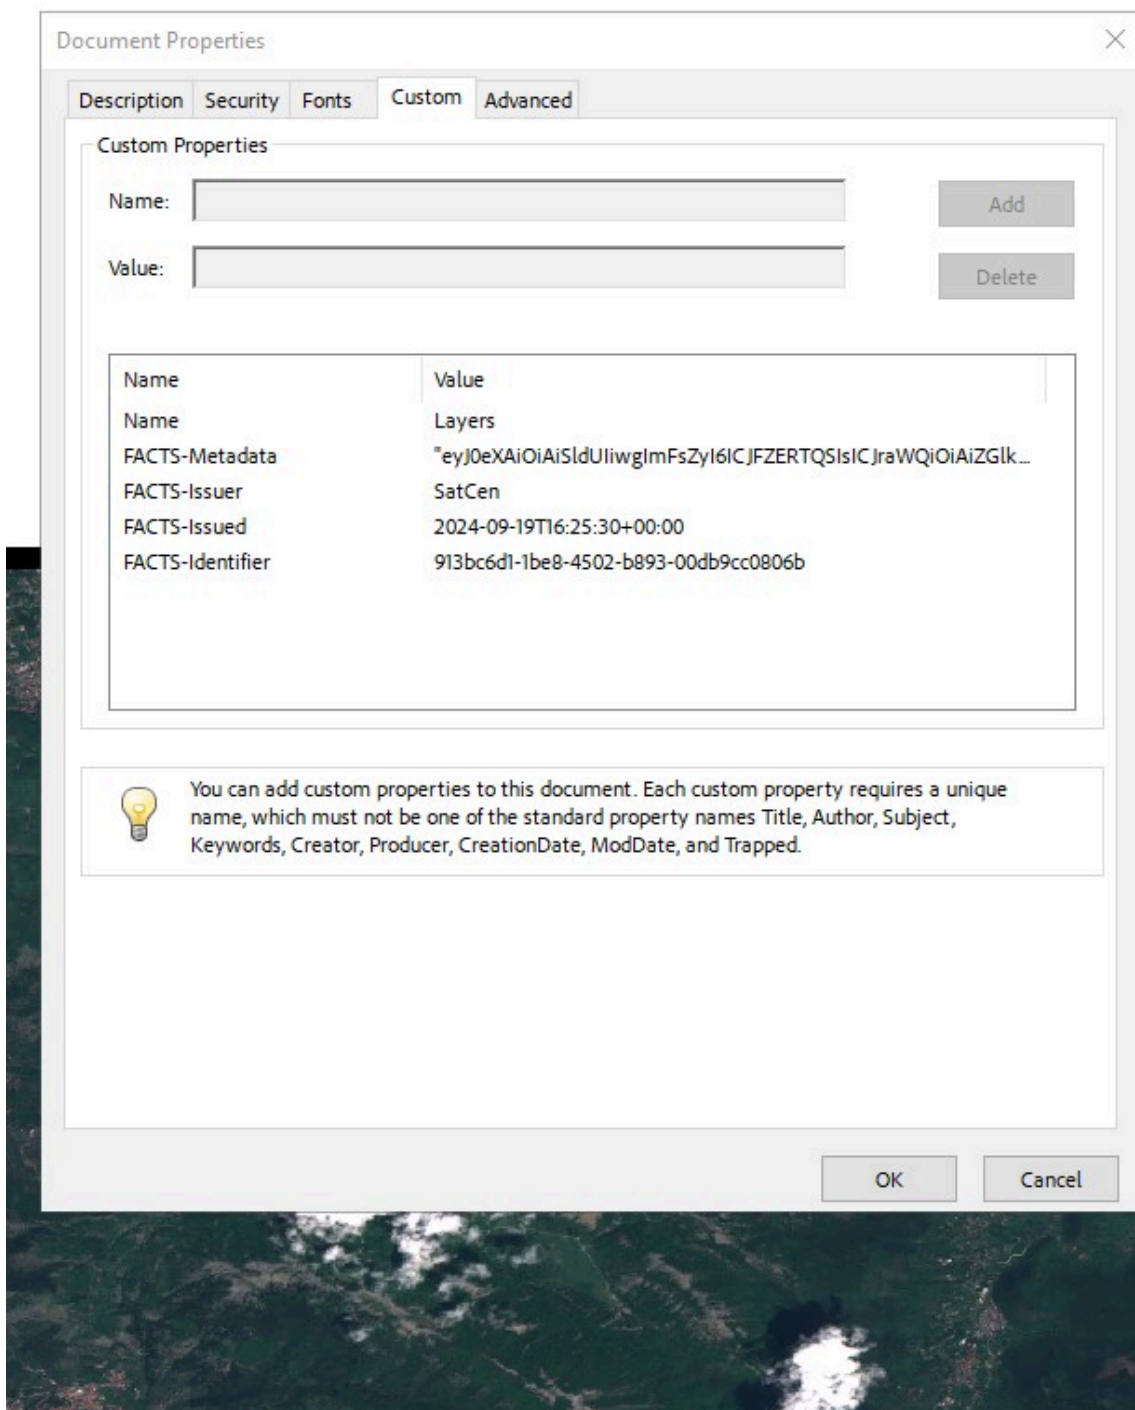 Document Properties
Description Security Fonts Custom Advanced
Custom Properties
Name:
Add
Value:
Delete
Name Value
Name Layers
FACTS-Metadata "eyJ0eXAiOiAiSldUIiwgImFsZyI6ICJFZERTQSIsICJraWQiOiAiZGlk...
FACTS-Issuer SatCen
FACTS-Issued 2024-09-19T16:25:30+00:00
FACTS-Identifier 913bc6d1-1be8-4502-b893-00db9cc0806b
You can add custom properties to this document. Each custom property requires a unique
name, which must not be one of the standard property names Title, Author, Subject,
Keywords, Creator, Producer, CreationDate, ModDate, and Trapped.
OK Cancel